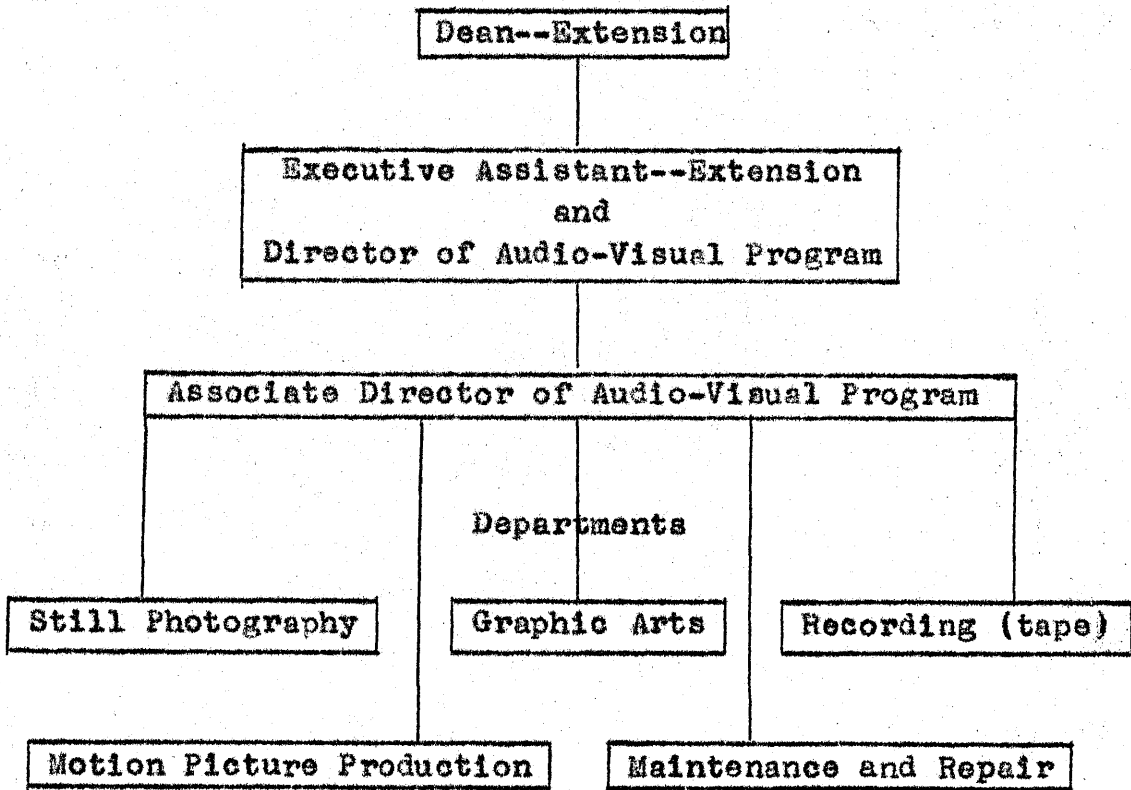 Dean--Extension
Executive Assistant--Extension
and
Director of Audio-Visual Program
Associate Director of Audio-Visual Program
Departments
Still Photography
Graphic Arts
Recording (tape)
Motion Picture Production
Maintenance and Repair